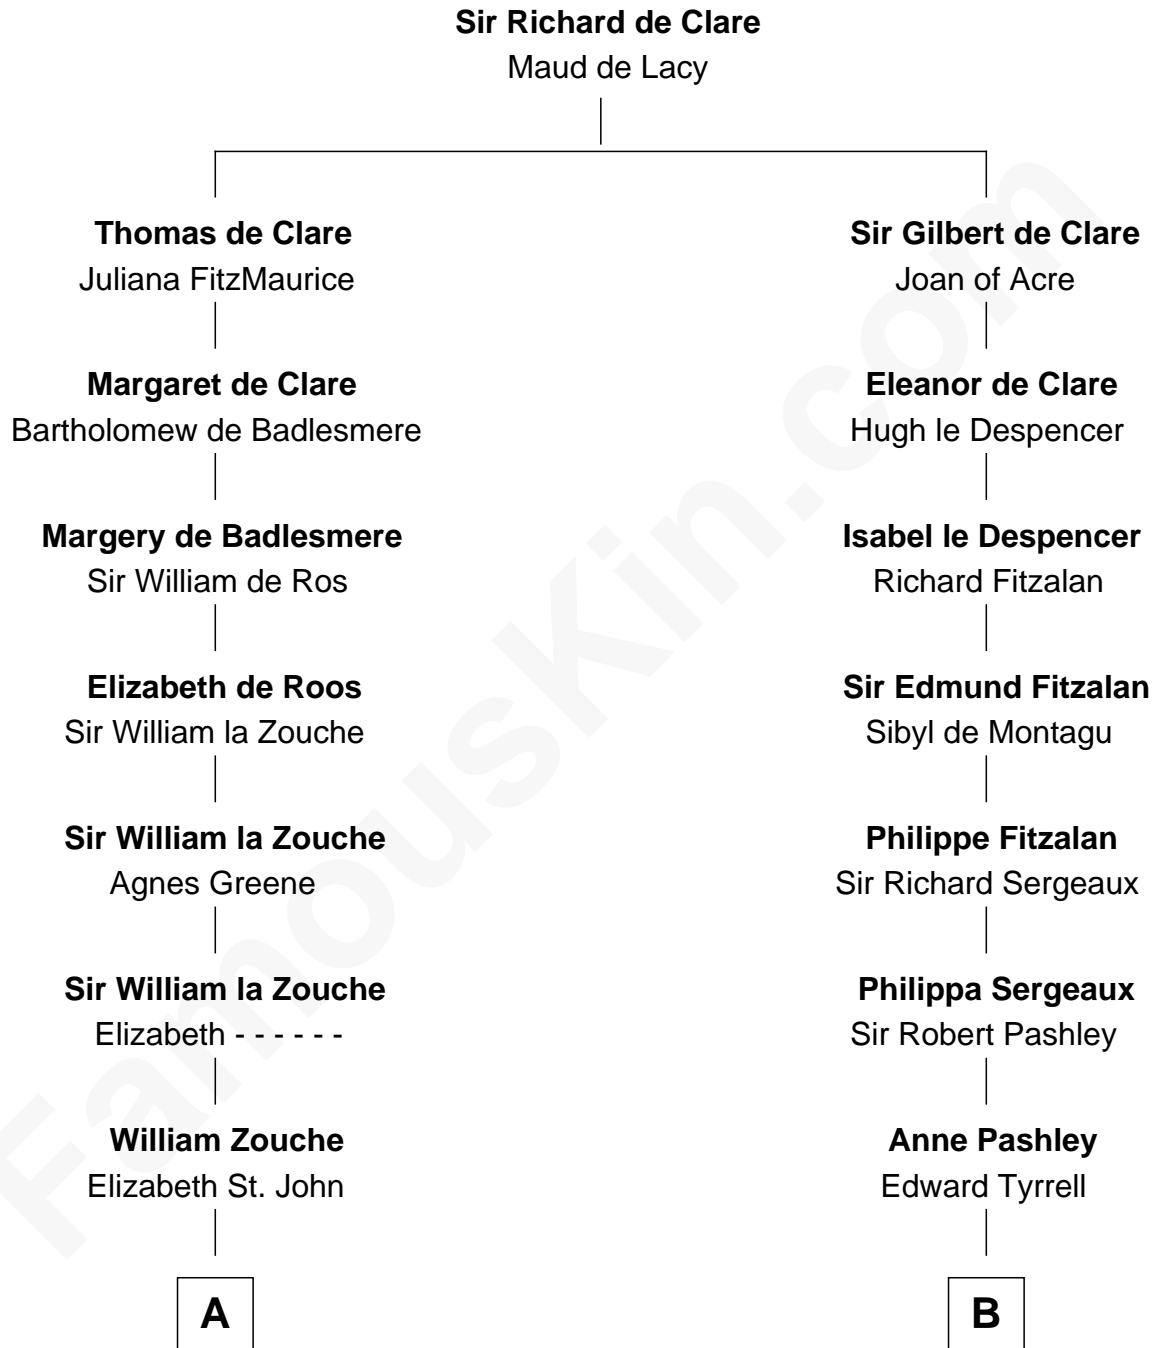 Sir Richard de Clare
Maud de Lacy
Thomas de Clare
Juliana FitzMaurice
Margaret de Clare
Bartholomew de Badlesmere
Margery de Badlesmere
Sir William de Ros
Elizabeth de Roos
Sir William la Zouche
Sir William la Zouche
Agnes Greene
Sir William la Zouche
Elizabeth - - - - - -
William Zouche
Elizabeth St. John
A
Sir Gilbert de Clare
Joan of Acre
Eleanor de Clare
Hugh le Despencer
Isabel le Despencer
Richard Fitzalan
Sir Edmund Fitzalan
Sibyl de Montagu
Philippe Fitzalan
Sir Richard Sergeaux
Philippa Sergeaux
Sir Robert Pashley
Anne Pashley
Edward Tyrrell
B
FamousKin.com